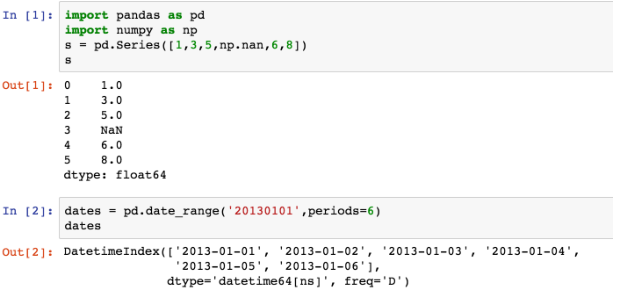 In [1]: import pandas as pd
import numpy as np
s = pd.Series([1,3,5,np.nan,6,8])
s
Out[1]: 0    1.0
1    3.0
2    5.0
3    NaN
4    6.0
5    8.0
dtype: float64
In [2]: dates = pd.date_range('20130101',periods=6)
dates
Out[2]: DatetimeIndex(['2013-01-01', '2013-01-02', '2013-01-03', '2013-01-04',
'2013-01-05', '2013-01-06'],
dtype='datetime64[ns]', freq='D')